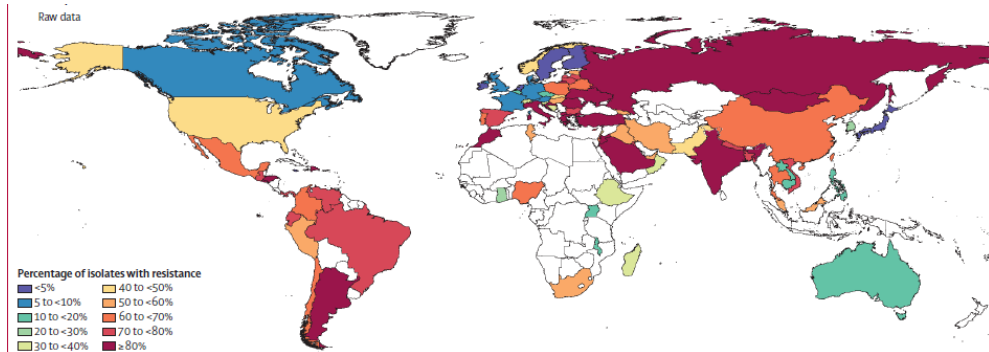 Raw data
Percentage of isolates with resistance
<5%
5 to <10%
10 to <20%
20 to <30%
30 to <40%
40 to <50%
50 to <60%
60 to <70%
70 to <80%
≥80%